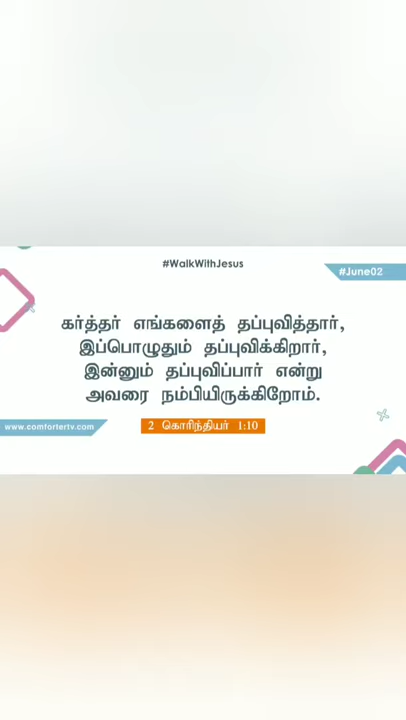 #WalkWithJesus
#June02
கர்த்தர் எங்களைத் தப்புவித்தார்,
இப்பொழுதும் தப்புவிக்கிறார்,
இன்னும் தப்புவிப்பார் என்று
அவரை நம்பியிருக்கிறோம்.
www.comfortertv.com
2 கொரிந்தியர் 1:10